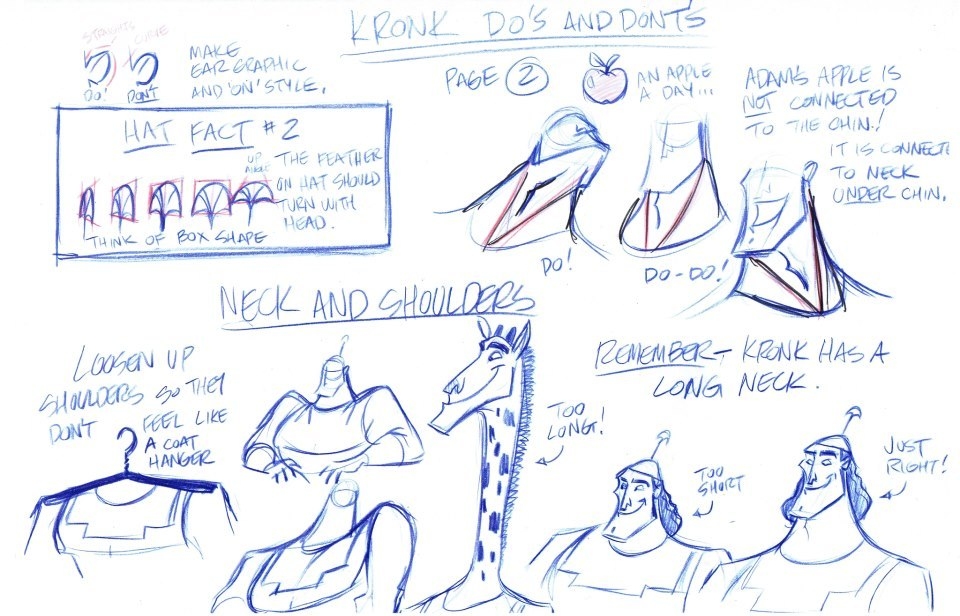 KRONK DO'S AND DONTS
STRAIGHTS
CURVE
DO!
DON'T
MAKE
EAR GRAPHIC
AND 'ON' STYLE.
PAGE 2
AN APPLE
A DAY...
ADAM'S APPLE IS
NOT CONNECTED
TO THE CHIN!
IT IS CONNECTE
TO NECK
UNDER CHIN.
HAT FACT #2
UP
ANGLE
THE FEATHER
ON HAT SHOULD
TURN WITH
HEAD.
THINK OF BOX SHAPE
DO!
DO-DO!
NECK AND SHOULDERS
LOOSEN UP
SHOULDERS SO THEY
DON'T FEEL LIKE
A COAT
HANGER
TOO
LONG!
REMEMBER- KRONK HAS A
LONG NECK.
TOO
SHORT
JUST
RIGHT!